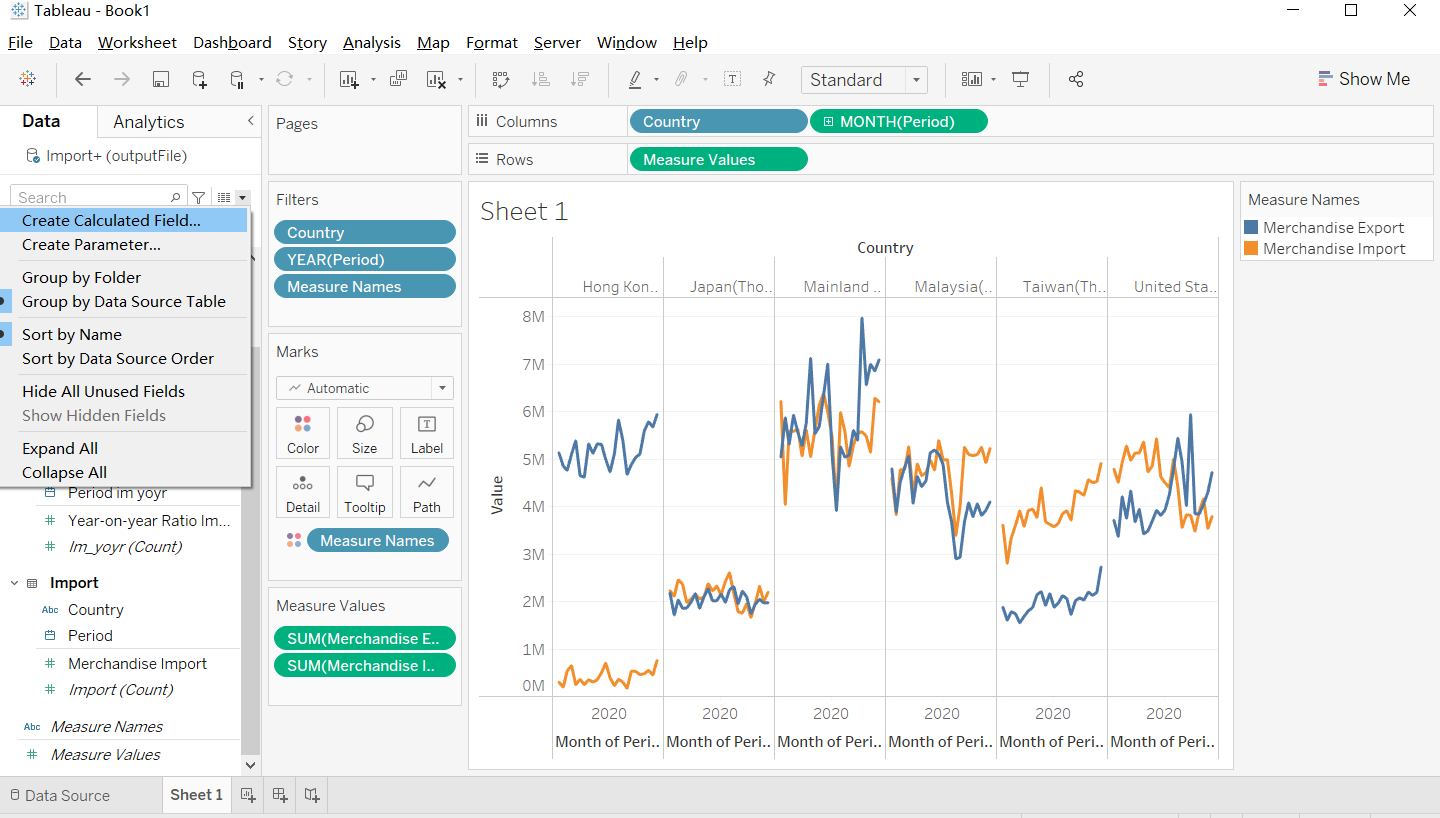 Tableau - Book1
File Data Worksheet Dashboard Story Analysis Map Format Server Window Help
Standard
Show Me
Data
Analytics
Import+ (outputFile)
Search
Create Calculated Field...
Create Parameter...
Group by Folder
Group by Data Source Table
Sort by Name
Sort by Data Source Order
Hide All Unused Fields
Show Hidden Fields
Expand All
Collapse All
Period im yoyr
# Year-on-year Ratio Im...
# Im_yoyr (Count)
Import
Abc Country
Period
# Merchandise Import
# Import (Count)
Abc Measure Names
# Measure Values
Pages
Filters
Country
YEAR(Period)
Measure Names
Marks
Automatic
Color Size Label
Detail Tooltip Path
Measure Names
Measure Values
SUM(Merchandise E..
SUM(Merchandise I..
Columns
Country
MONTH(Period)
Rows
Measure Values
Sheet 1
Country
Hong Kon.. Japan(Tho.. Mainland .. Malaysia(.. Taiwan(Th.. United Sta..
Value
8M
7M
6M
5M
4M
3M
2M
1M
0M
2020 2020 2020 2020 2020 2020
Month of Peri.. Month of Peri.. Month of Peri.. Month of Peri.. Month of Peri.. Month of Peri..
Measure Names
Merchandise Export
Merchandise Import
Data Source
Sheet 1